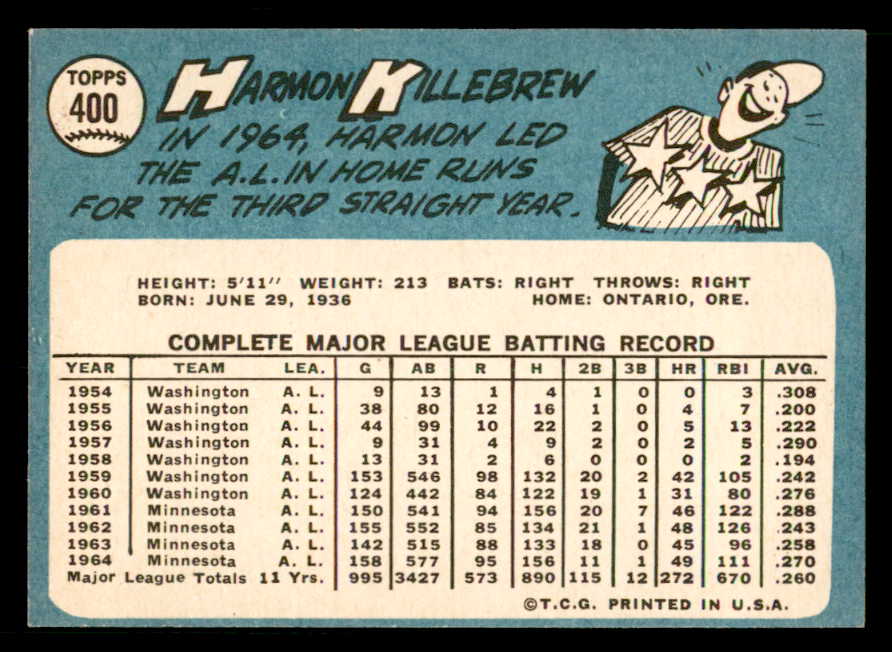 TOPPS
400
HARMON KILLEBREW
IN 1964, HARMON LED
THE A.L. IN HOME RUNS
FOR THE THIRD STRAIGHT YEAR.
HEIGHT: 5'11" WEIGHT: 213 BATS: RIGHT THROWS: RIGHT
BORN: JUNE 29, 1936 HOME: ONTARIO, ORE.
COMPLETE MAJOR LEAGUE BATTING RECORD
YEAR TEAM LEA. G AB R H 2B 3B HR RBI AVG.
1954 Washington A. L. 9 13 1 4 1 0 0 3 .308
1955 Washington A. L. 38 80 12 16 1 0 4 7 .200
1956 Washington A. L. 44 99 10 22 2 0 5 13 .222
1957 Washington A. L. 9 31 4 9 2 0 2 5 .290
1958 Washington A. L. 13 31 2 6 0 0 0 2 .194
1959 Washington A. L. 153 546 98 132 20 2 42 105 .242
1960 Washington A. L. 124 442 84 122 19 1 31 80 .276
1961 Minnesota A. L. 150 541 94 156 20 7 46 122 .288
1962 Minnesota A. L. 155 552 85 134 21 1 48 126 .243
1963 Minnesota A. L. 142 515 88 133 18 0 45 96 .258
1964 Minnesota A. L. 158 577 95 156 11 1 49 111 .270
Major League Totals 11 Yrs. 995 3427 573 890 115 12 272 670 .260
©T.C.G. PRINTED IN U.S.A.